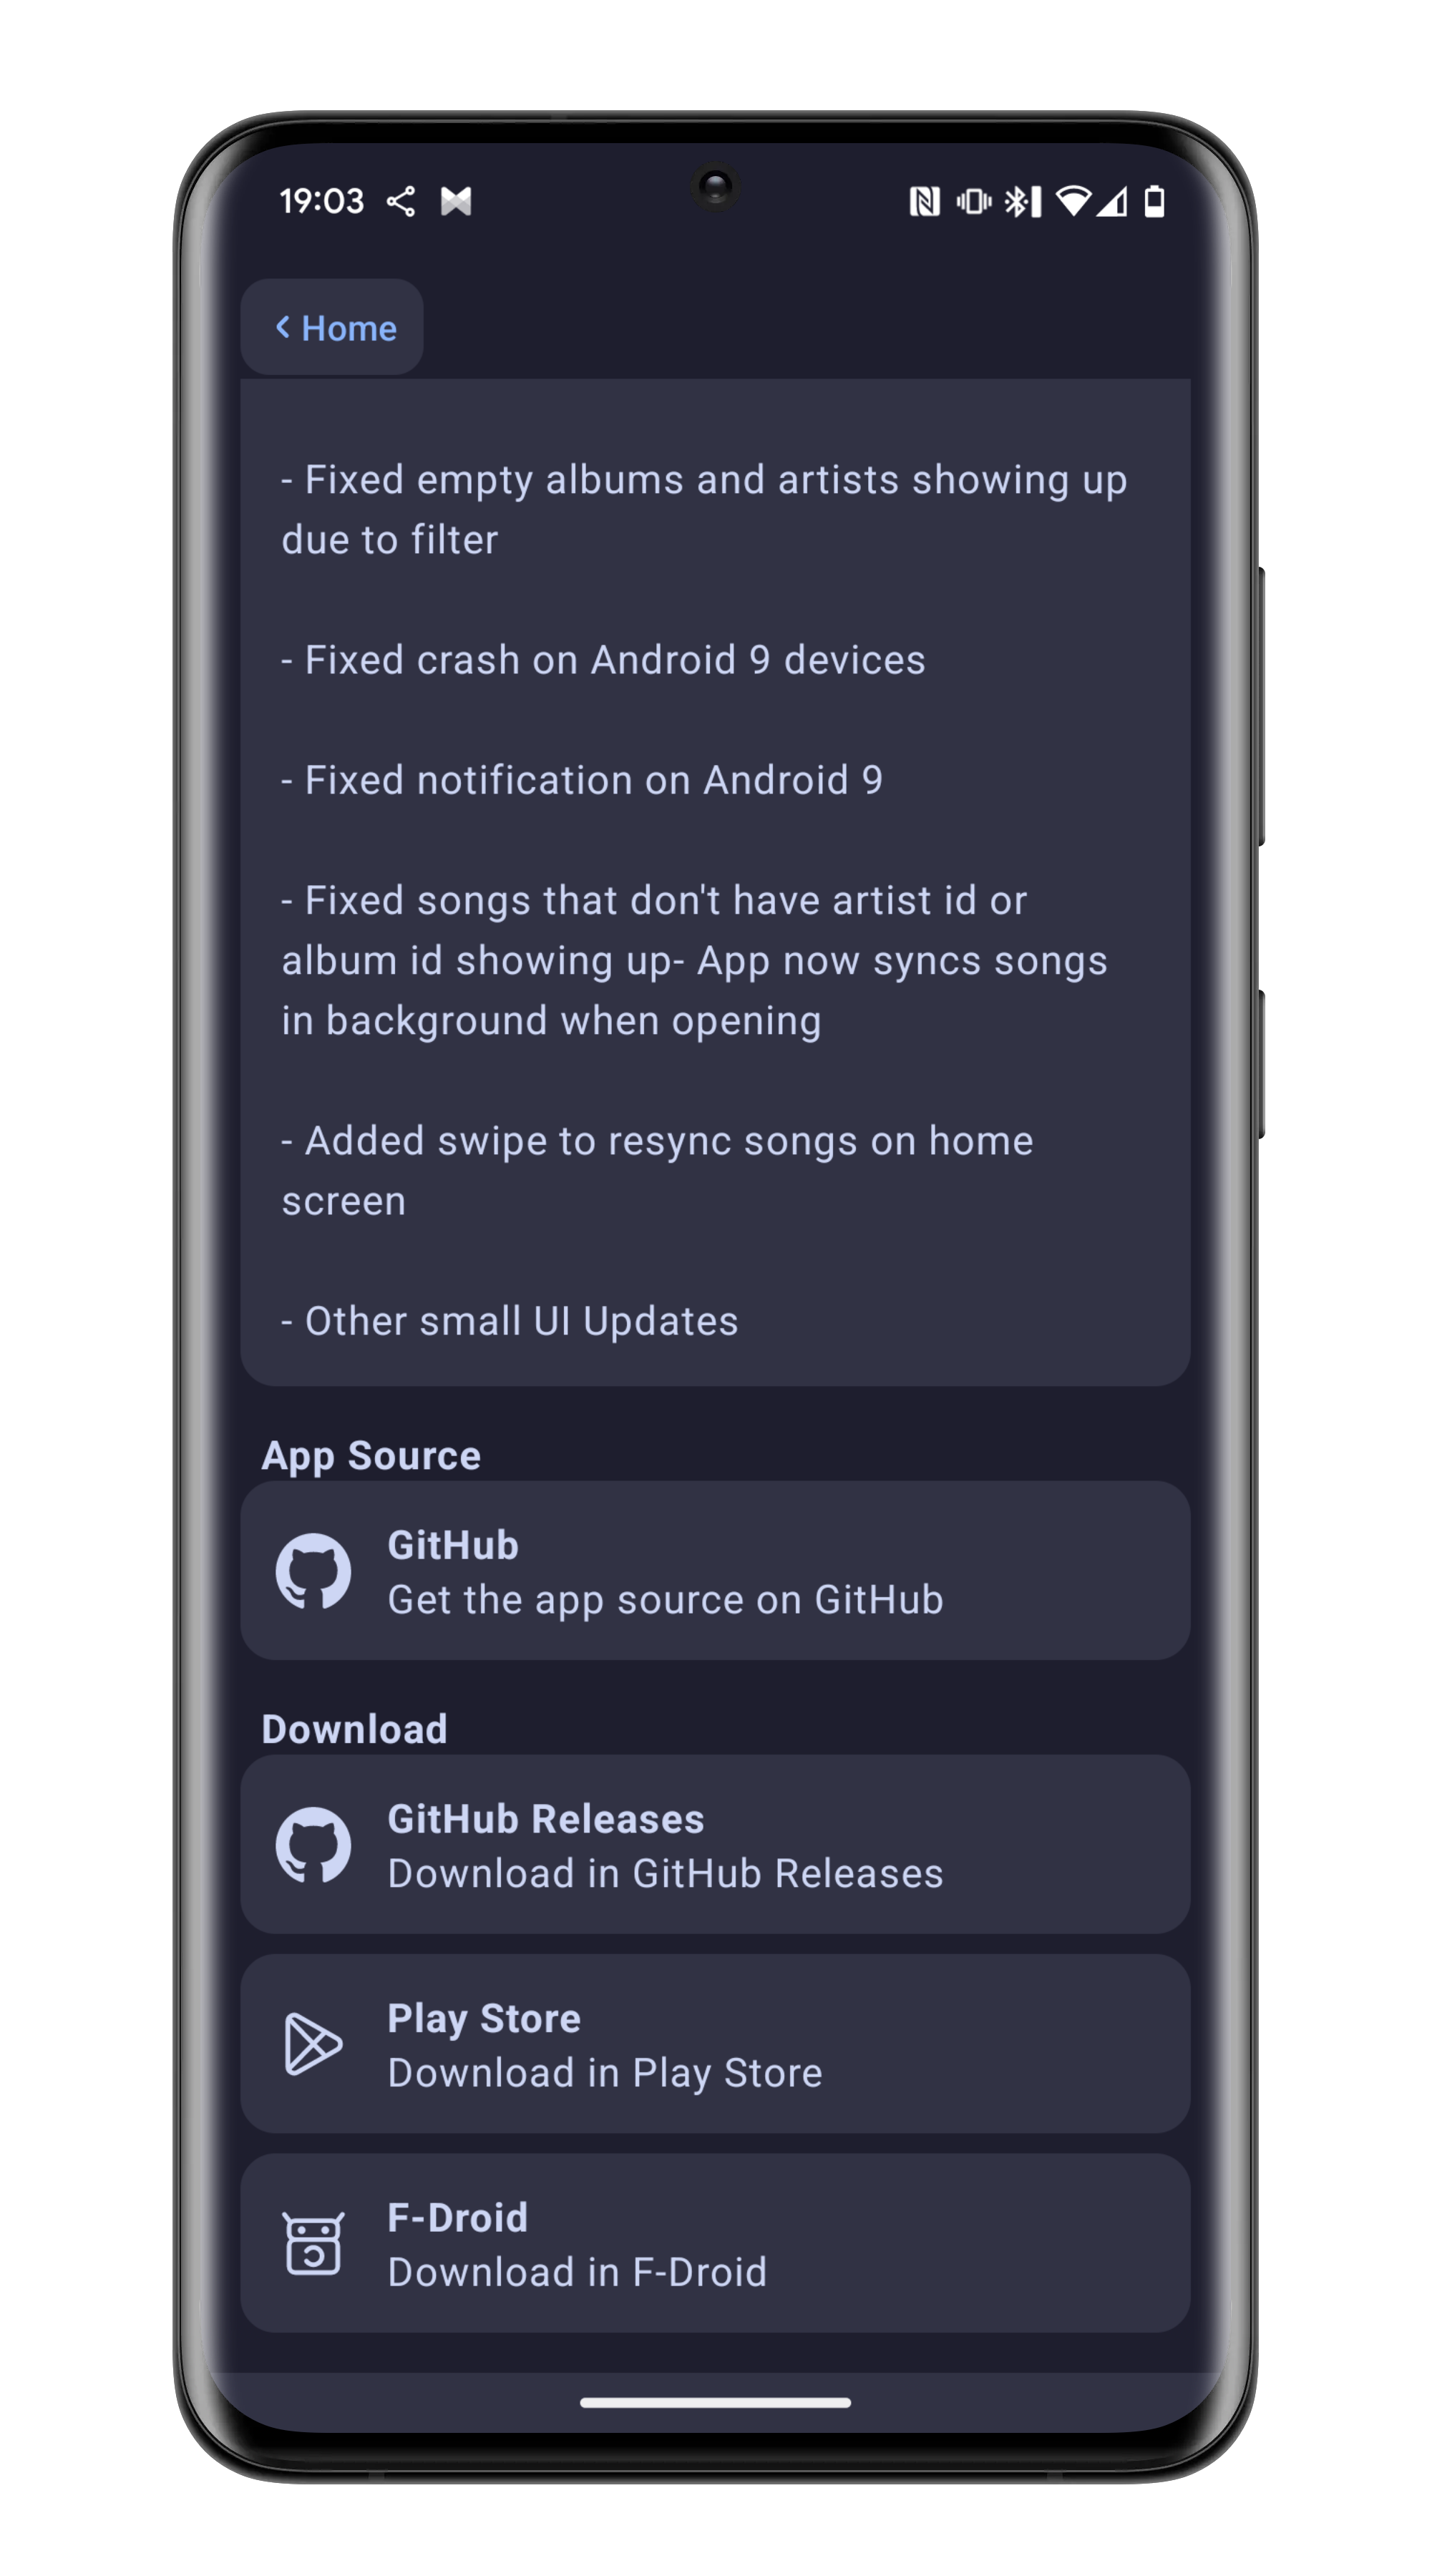 19:03
Home
- Fixed empty albums and artists showing up
due to filter
- Fixed crash on Android 9 devices
- Fixed notification on Android 9
- Fixed songs that don't have artist id or
album id showing up- App now syncs songs
in background when opening
- Added swipe to resync songs on home
screen
- Other small UI Updates
App Source
GitHub
Get the app source on GitHub
Download
GitHub Releases
Download in GitHub Releases
Play Store
Download in Play Store
F-Droid
Download in F-Droid